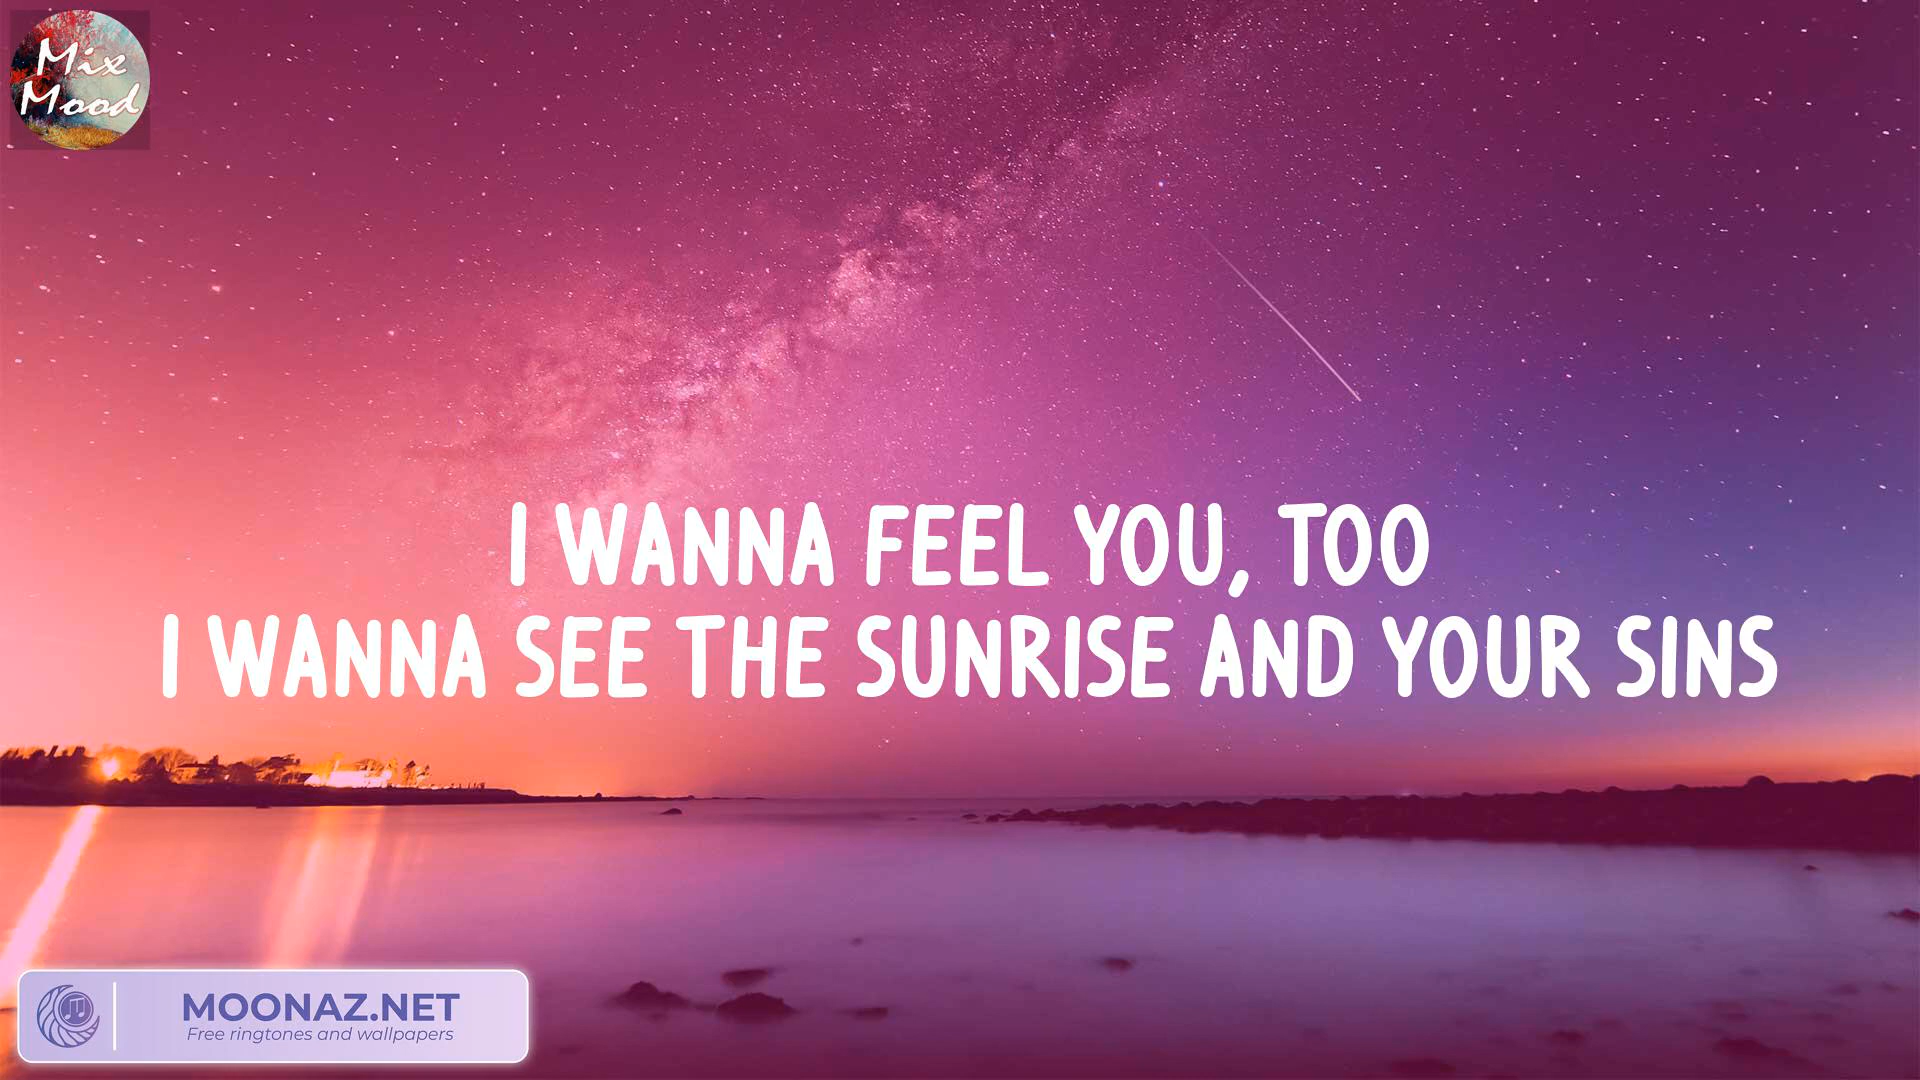 Mix
Mood
I WANNA FEEL YOU, TOO
I WANNA SEE THE SUNRISE AND YOUR SINS
MOONAZ.NET
Free ringtones and wallpapers